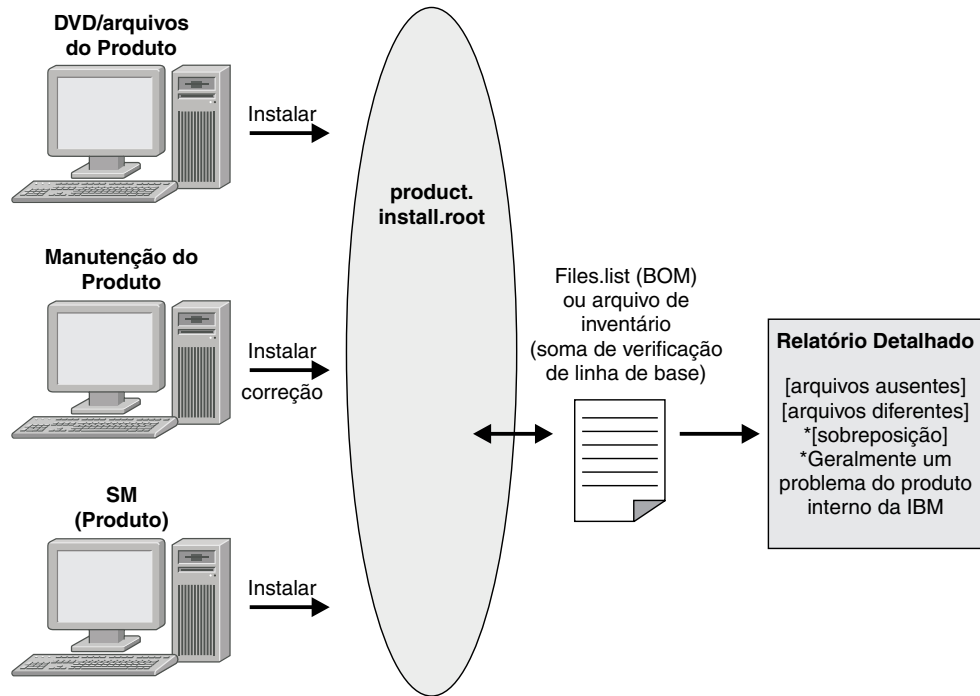 DVD/arquivos
do Produto
Instalar
product.
install.root
Manutenção do
Produto
Instalar
correção
SM
(Produto)
Instalar
Files.list (BOM)
ou arquivo de
inventário
(soma de verificação
de linha de base)
Relatório Detalhado
[arquivos ausentes]
[arquivos diferentes]
*[sobreposição]
*Geralmente um
problema do produto
interno da IBM